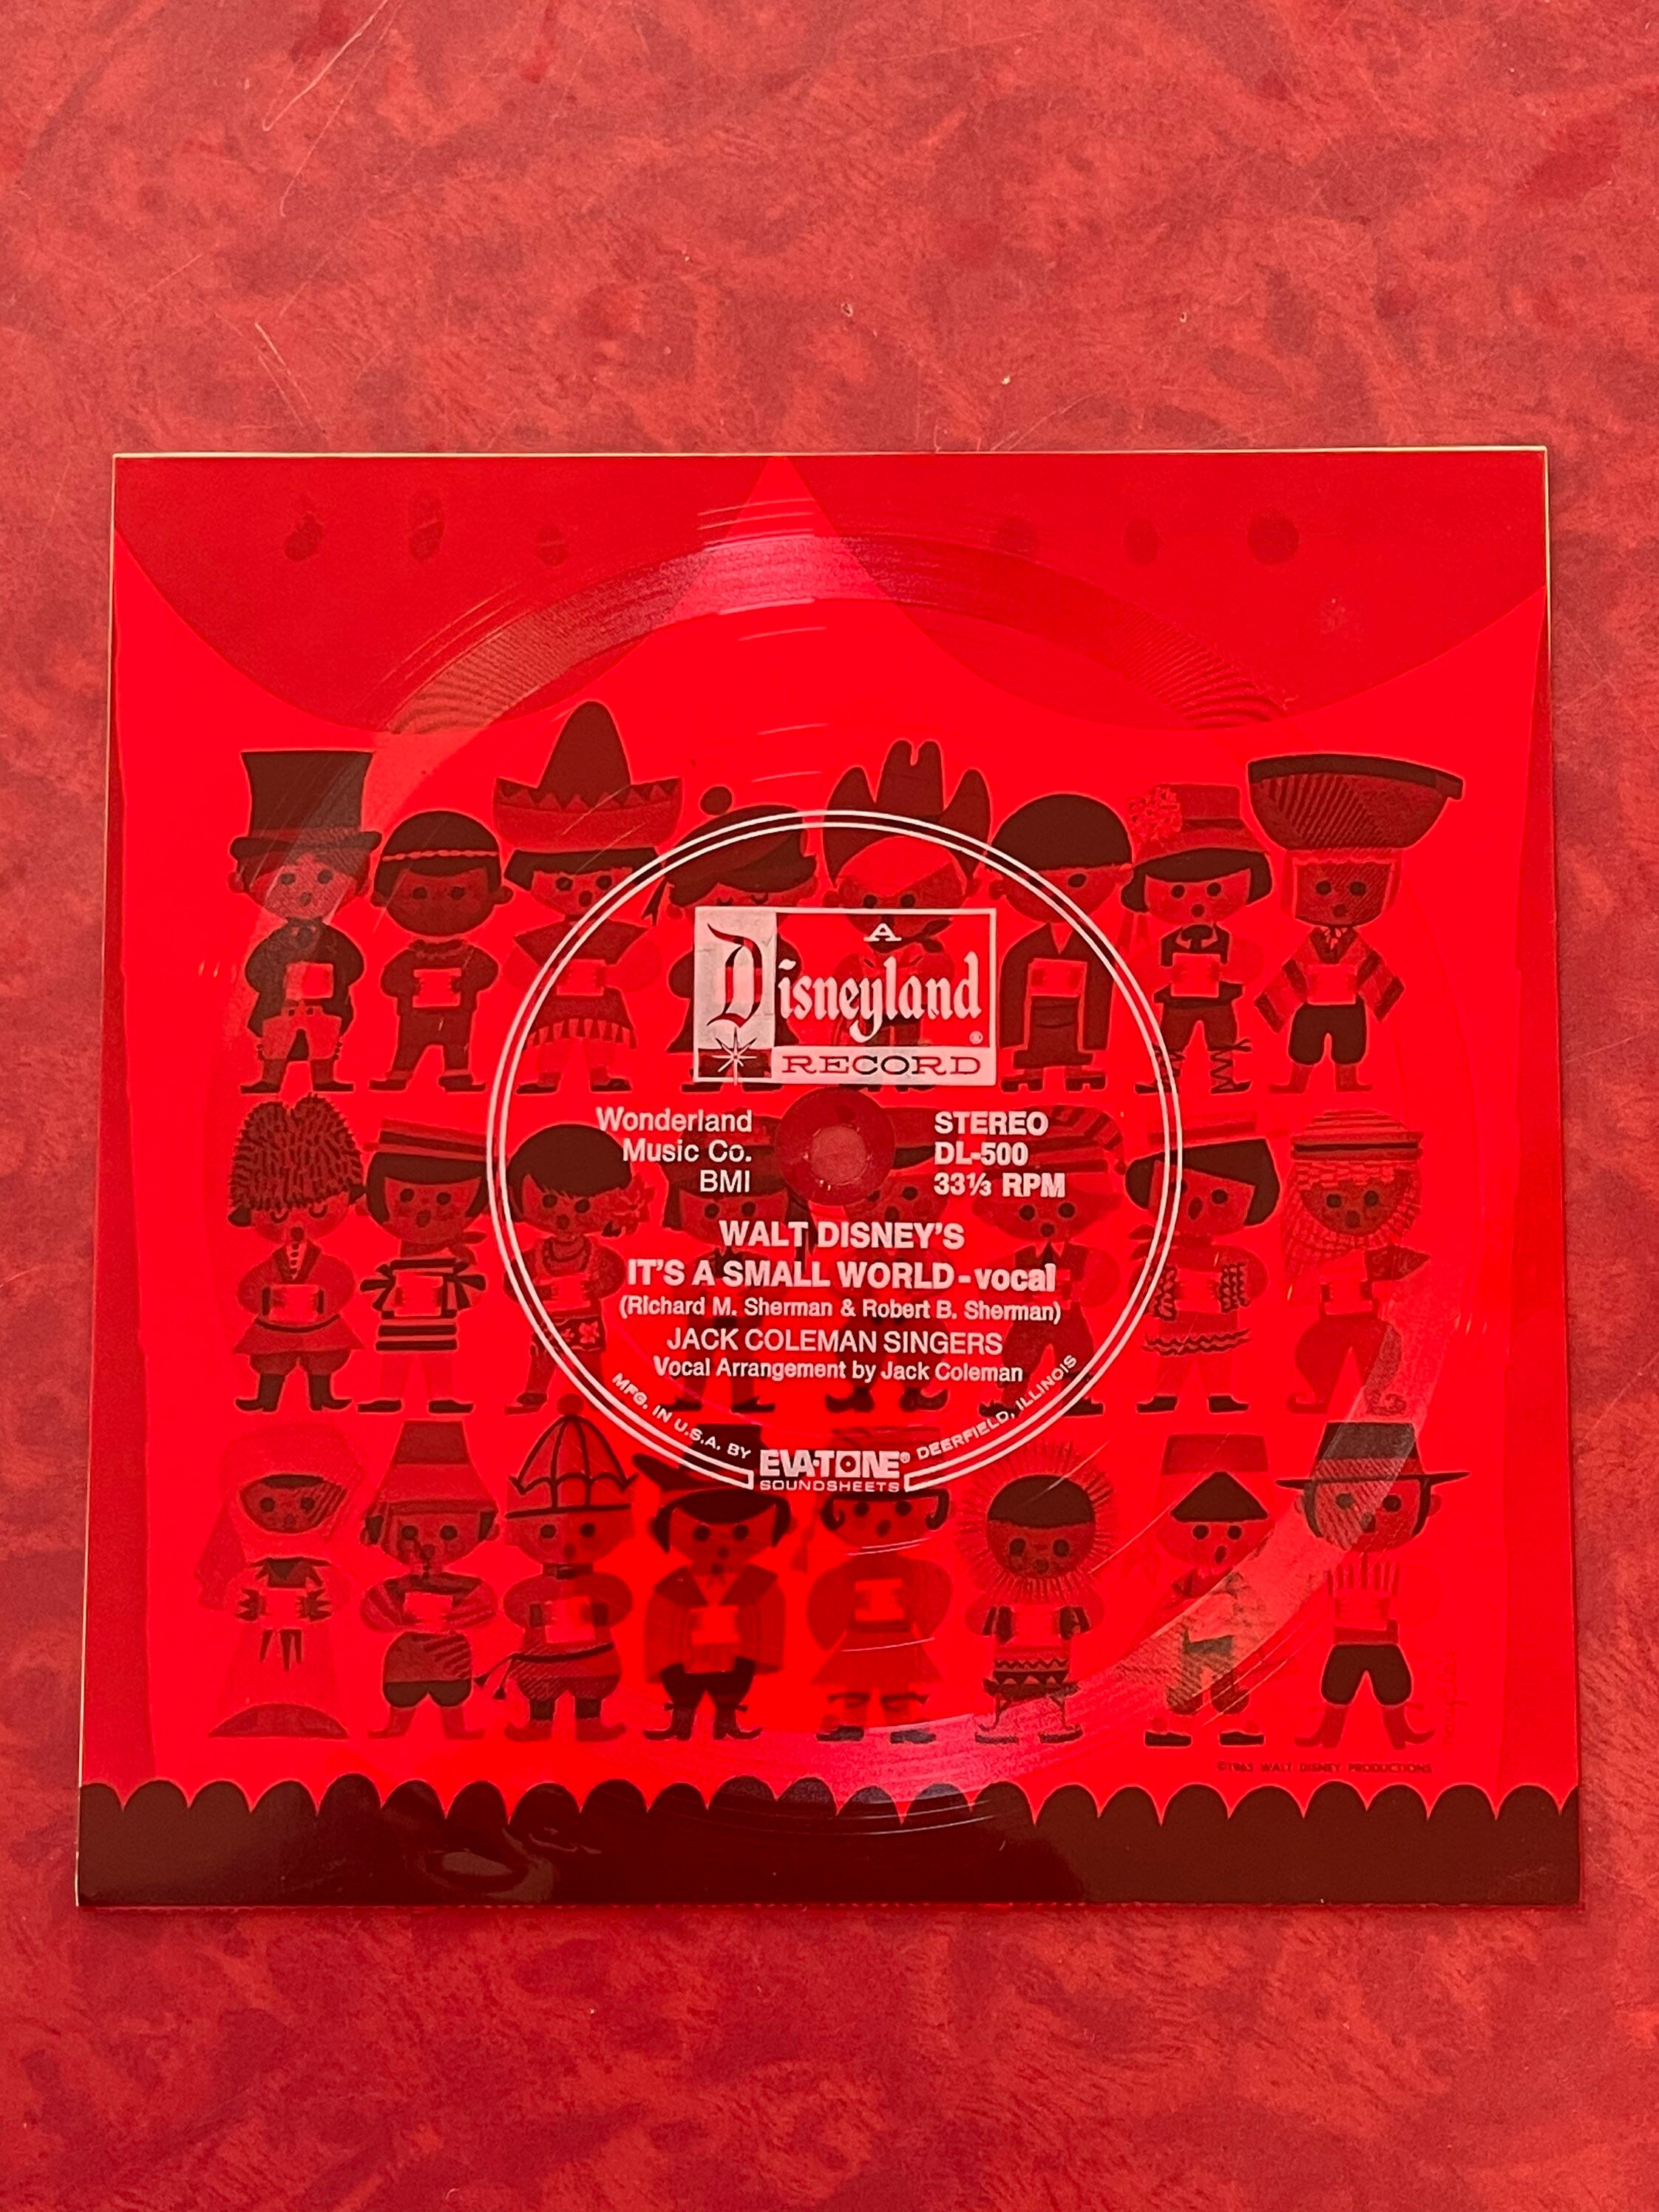 A
Disneyland®
RECORD
Wonderland
Music Co.
BMI
STEREO
DL-500
33⅓ RPM
WALT DISNEY'S
IT'S A SMALL WORLD - vocal
(Richard M. Sherman & Robert B. Sherman)
JACK COLEMAN SINGERS
Vocal Arrangement by Jack Coleman
MFG. IN U.S.A. BY EVA-TONE® DEERFIELD, ILLINOIS
SOUNDSHEETS
©1965 WALT DISNEY PRODUCTIONS